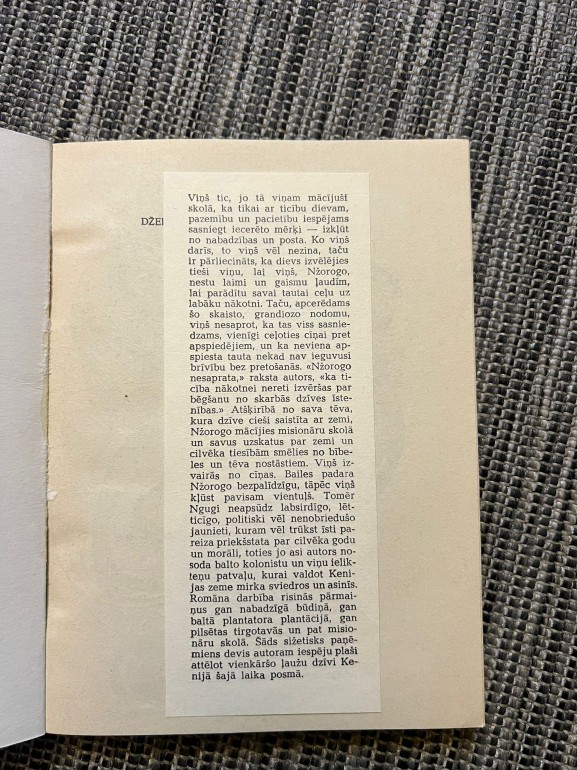 DŽEI
Viņš tic, jo tā viņam mācījušī
skolā, ka tikai ar ticību dievam,
pazemību un pacietību iespējams
sasniegt iecerēto mērķi — izkļūt
no nabadzības un posta. Ko viņš
darīs, to viņš vēl nezina, taču
ir pārliecināts, ka dievs izvēlējies
tieši viņu, lai viņš, Nžorogo,
nestu laimi un gaismu ļaudīm,
lai parādītu savai tautai ceļu uz
labāku nākotni. Taču, apcerēdams
šo skaisto, grandiozo nodomu,
viņš nesaprot, ka tas viss sasnie-
dzams, vienīgi ceļoties cīņai pret
apspiedējiem, un ka neviena ap-
spiesta tauta nekad nav ieguvusi
brīvību bez pretošanās. «Nžorogo
nesaprata,» raksta autors, «ka ti-
cība nākotnei nereti izvēršas par
bēgšanu no skarbās dzīves īste-
nības.» Atšķirībā no sava tēva,
kura dzīve cieši saistīta ar zemi,
Nžorogo mācījies misionāru skolā
un savus uzskatus par zemi un
cilvēka tiesībām smēlies no bībe-
les un tēva nostāstiem. Viņš iz-
vairās no cīņas. Bailes padara
Nžorogo bezpalīdzīgu, tāpēc viņš
kļūst pavisam vientuļš. Tomēr
Ngugi neapsūdz labsirdīgo, lēt-
ticīgo, politiski vēl nenobriedušo
jaunieti, kuram vēl trūkst īsti pa-
reiza priekšstata par cilvēka godu
un morāli, toties jo asi autors no-
soda balto kolonistu un viņu ielik-
teņu patvaļu, kurai valdot Keni-
jas zeme mirka sviedros un asinīs.
Romāna darbība risinās pārmai-
ņus gan nabadzīgā būdiņā, gan
baltā plantatora plantācijā, gan
pilsētas tirgotavās un pat misio-
nāru skolā. Šāds sižetisks paņē-
miens devis autoram iespēju plaši
attēlot vienkāršo ļaužu dzīvi Ke-
nijā šajā laika posmā.